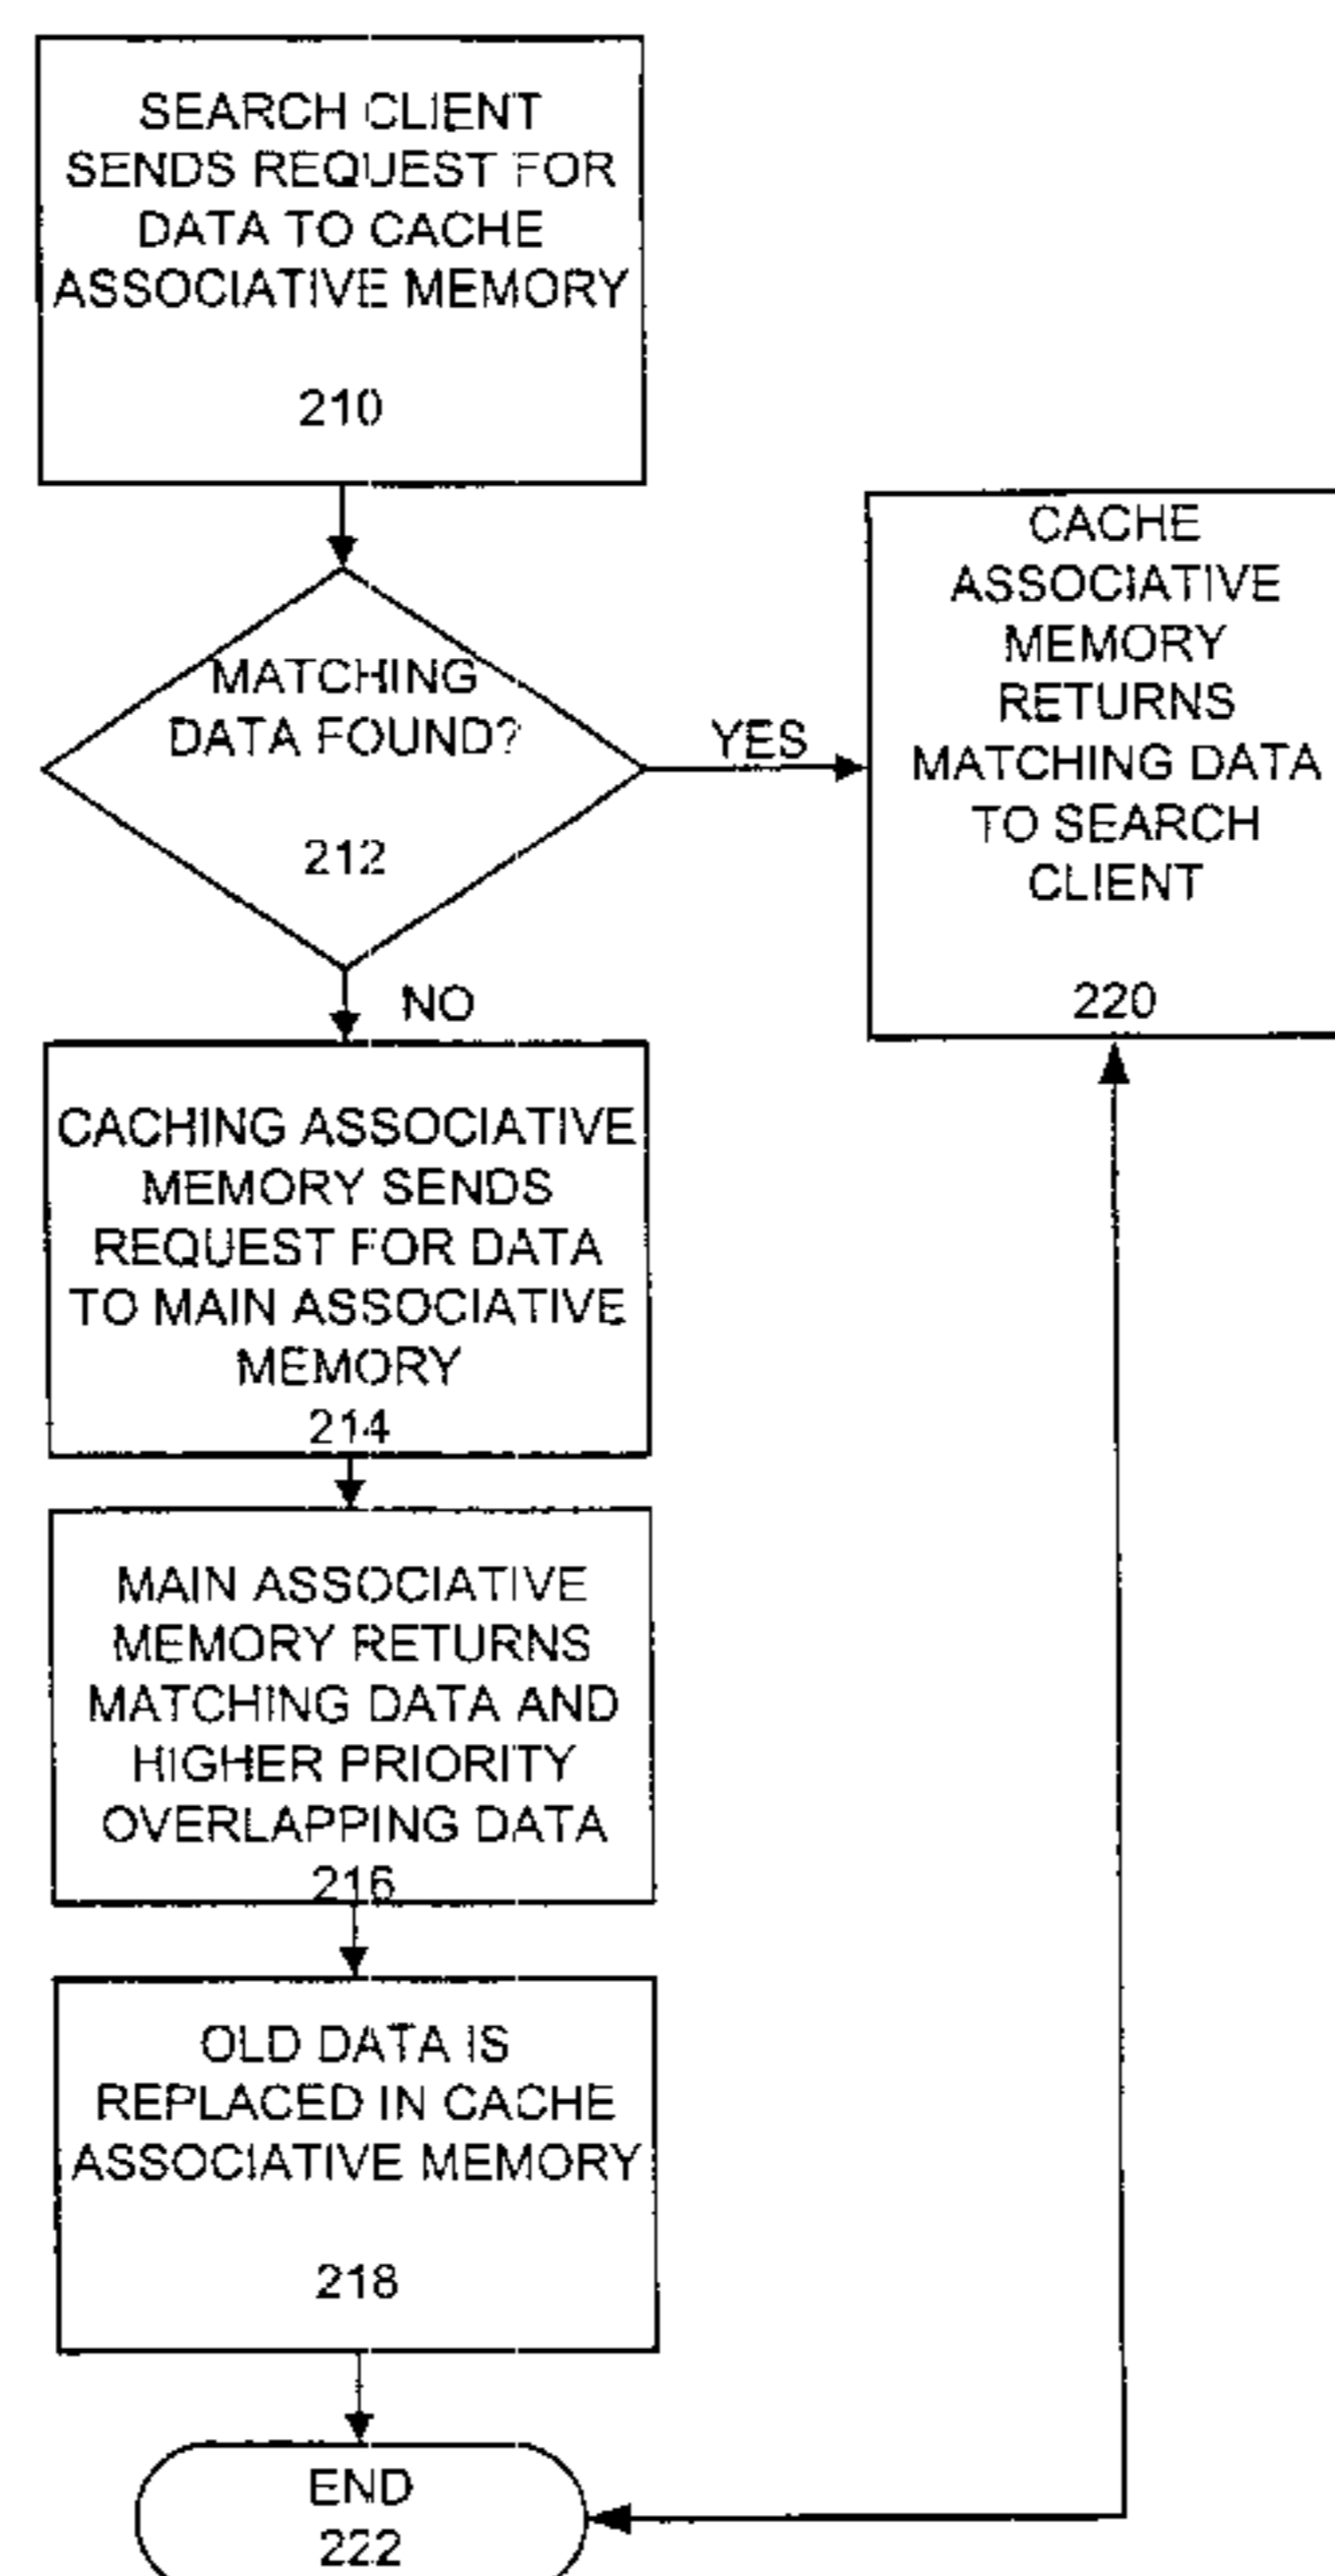 SEARCH CLIENT
SENDS REQUEST FOR
DATA TO CACHE
ASSOCIATIVE MEMORY
210
MATCHING
DATA FOUND?
212
YES
CACHE
ASSOCIATIVE
MEMORY
RETURNS
MATCHING DATA
TO SEARCH
CLIENT
220
NO
CACHING ASSOCIATIVE
MEMORY SENDS
REQUEST FOR DATA
TO MAIN ASSOCIATIVE
MEMORY
214
MAIN ASSOCIATIVE
MEMORY RETURNS
MATCHING DATA AND
HIGHER PRIORITY
OVERLAPPING DATA
216
OLD DATA IS
REPLACED IN CACHE
ASSOCIATIVE MEMORY
218
END
222